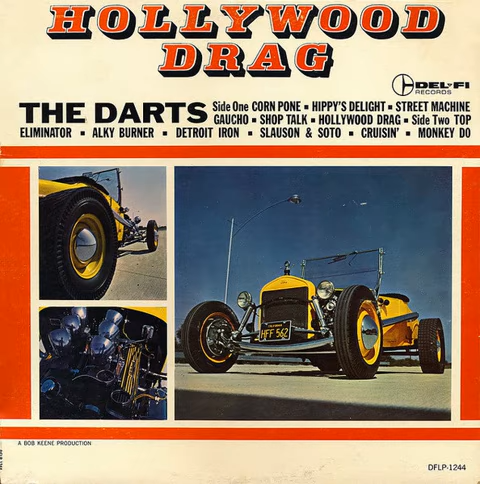 HOLLYWOOD
DRAG
DEL-FI
RECORDS
THE DARTS Side One CORN PONE ▪ HIPPY'S DELIGHT ▪ STREET MACHINE
GAUCHO ▪ SHOP TALK ▪ HOLLYWOOD DRAG ▪ Side Two TOP
ELIMINATOR ▪ ALKY BURNER ▪ DETROIT IRON ▪ SLAUSON & SOTO ▪ CRUISIN' ▪ MONKEY DO
HFF 562
A BOB KEENE PRODUCTION
DFLP-1244